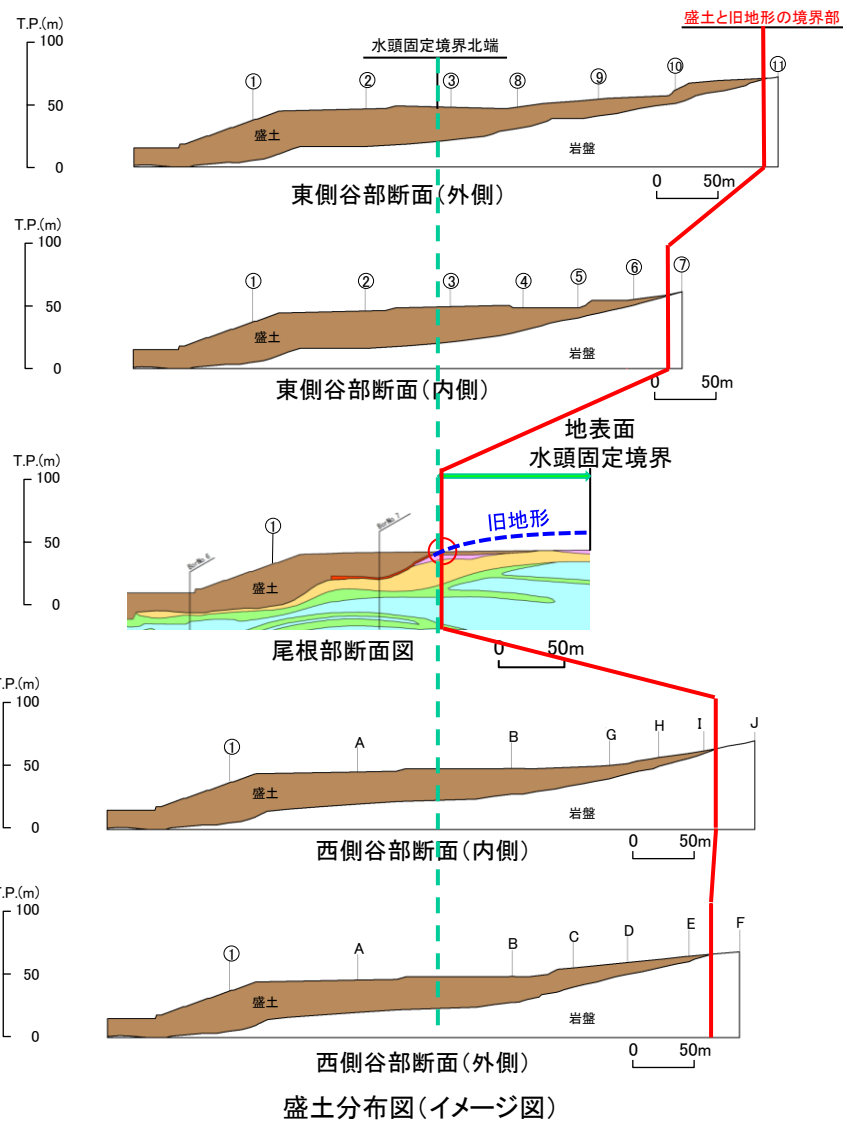 T.P.(m)
盛土と旧地形の境界部
水頭固定境界北端
100
50
0
①
②
③
⑧
⑨
⑩
⑪
盛土
岩盤
0
50m
東側谷部断面(外側)
T.P.(m)
100
50
0
①
②
③
④
⑤
⑥
⑦
盛土
岩盤
0
50m
東側谷部断面(内側)
地表面
水頭固定境界
T.P.(m)
100
50
0
①
旧地形
盛土
0
50m
尾根部断面図
T.P.(m)
100
50
0
①
A
B
G
H
I
J
盛土
岩盤
0
50m
西側谷部断面(内側)
T.P.(m)
100
50
0
①
A
B
C
D
E
F
盛土
岩盤
0
50m
西側谷部断面(外側)
盛土分布図(イメージ図)